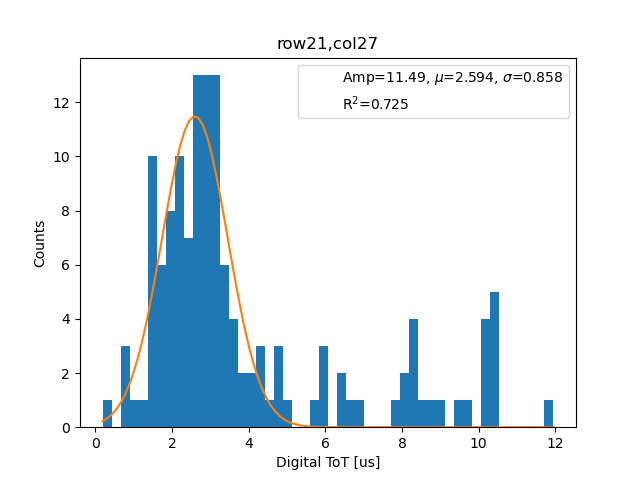 row21,col27
Amp=11.49, μ=2.594, σ=0.858
R²=0.725
Counts
12
10
8
6
4
2
0
0 2 4 6 8 10 12
Digital ToT [us]